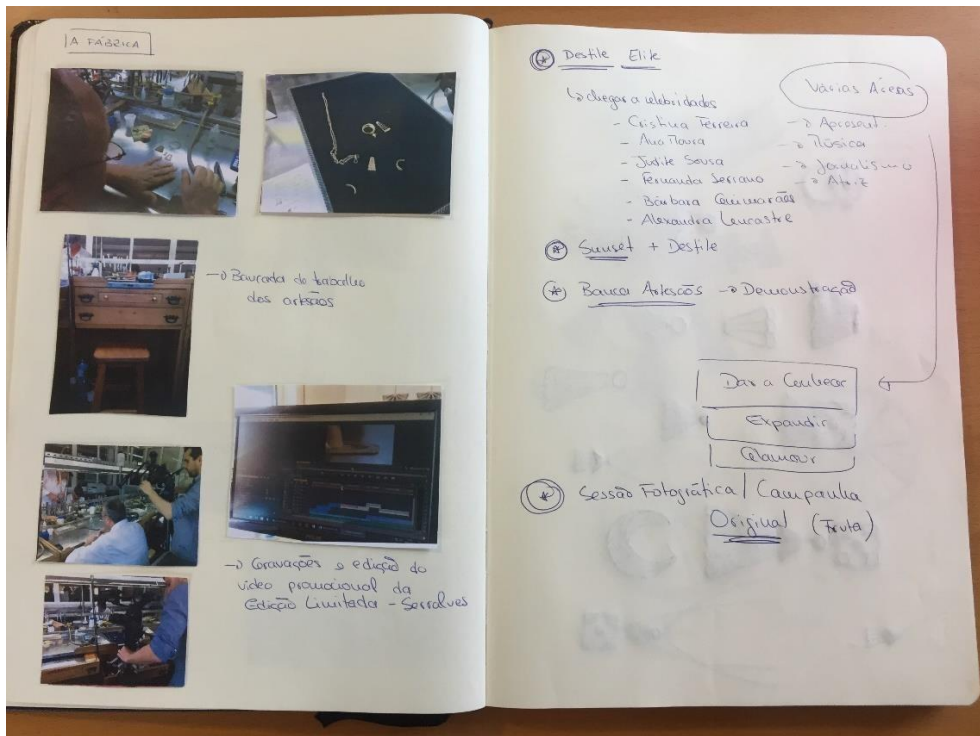 A FÁBRICA
→ Bancada de trabalho
dos artesãos
→ Gravações e edição do
vídeo promocional da
Edição Limitada - Serralves
* Desfile Elite
↳ chegar a celebridades
Várias Áreas
- Cristina Ferreira → Apresent.
- Ana Moura → Música
- Judite Sousa → Jornalismo
- Fernanda Serrano → Atriz
- Bárbara Guimarães
- Alexandra Lencastre
* Sunset + Desfile
* Banca Artesãos → Demonstração
Dar a Conhecer
Expandir
Glamour
* Sessão Fotográfica / Campanha
Original (Fruta)